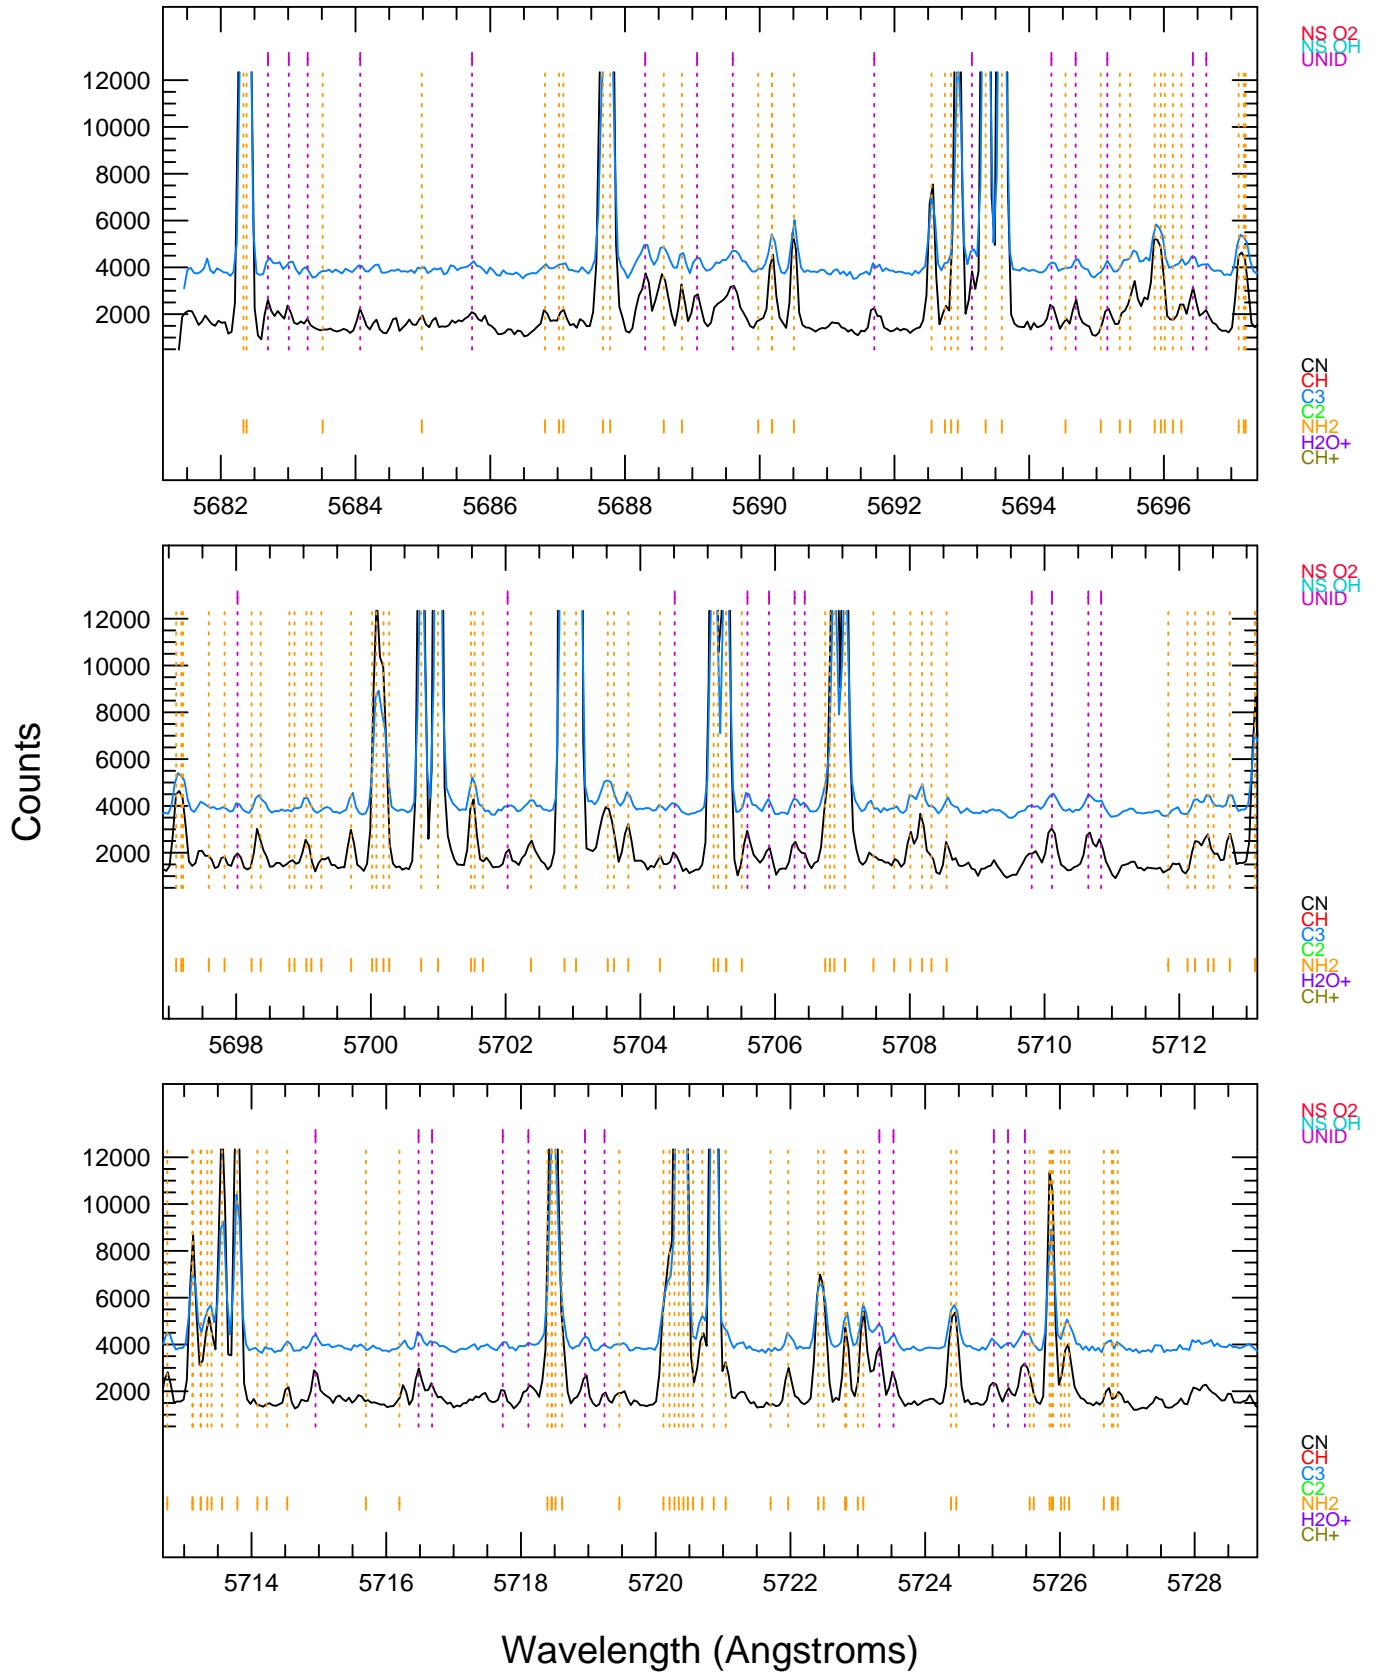 NS O2
NS OH
UNID
12000
10000
8000
6000
4000
2000
CN
CH
C3
C2
NH2
H2O+
CH+
5682 5684 5686 5688 5690 5692 5694 5696
NS O2
NS OH
UNID
12000
10000
8000
6000
4000
2000
Counts
CN
CH
C3
C2
NH2
H2O+
CH+
5698 5700 5702 5704 5706 5708 5710 5712
NS O2
NS OH
UNID
12000
10000
8000
6000
4000
2000
CN
CH
C3
C2
NH2
H2O+
CH+
5714 5716 5718 5720 5722 5724 5726 5728
Wavelength (Angstroms)